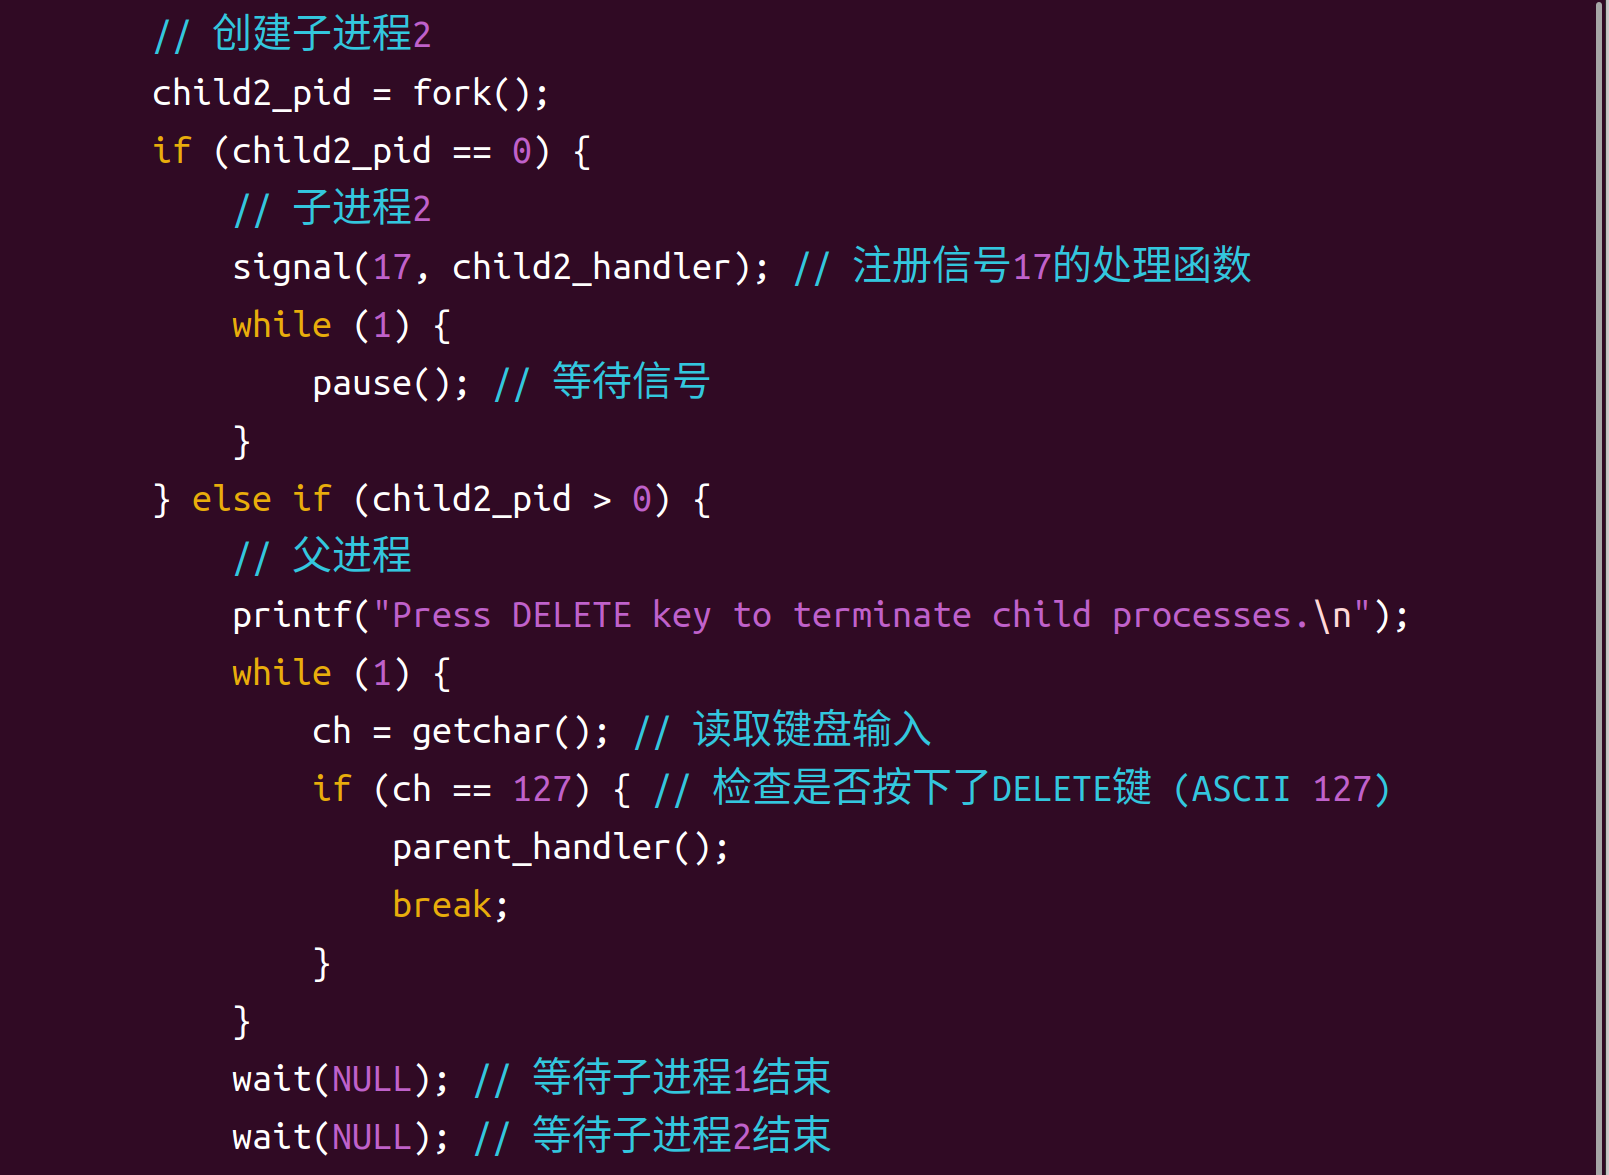 // 创建子进程2
child2_pid = fork();
if (child2_pid == 0) {
    // 子进程2
    signal(17, child2_handler); // 注册信号17的处理函数
    while (1) {
        pause(); // 等待信号
    }
} else if (child2_pid > 0) {
    // 父进程
    printf("Press DELETE key to terminate child processes.\n");
    while (1) {
        ch = getchar(); // 读取键盘输入
        if (ch == 127) { // 检查是否按下了DELETE键（ASCII 127）
            parent_handler();
            break;
        }
    }
    wait(NULL); // 等待子进程1结束
    wait(NULL); // 等待子进程2结束